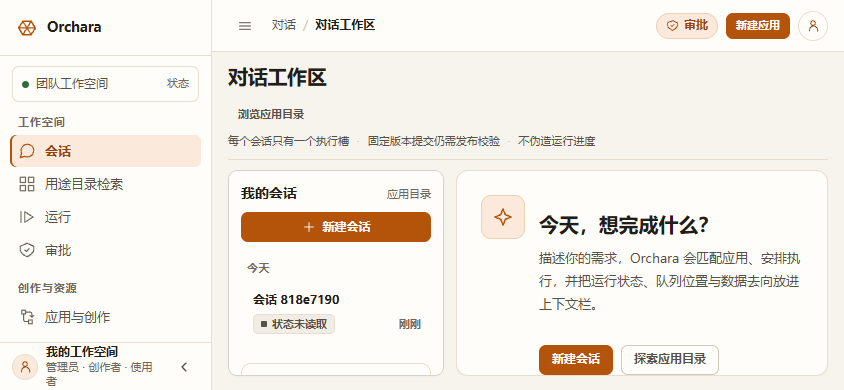 Orchara
团队工作空间 状态
工作空间
会话
用途目录检索
运行
审批
创作与资源
应用与创作
我的工作空间
管理员 · 创作者 · 使用
者
对话 / 对话工作区
审批
新建应用
对话工作区
浏览应用目录
每个会话只有一个执行槽 · 固定版本提交仍需发布校验 · 不伪造运行进度
我的会话 应用目录
+ 新建会话
今天
会话 818e7190
状态未读取 刚刚
今天，想完成什么？
描述你的需求，Orchara 会匹配应用、安排执
行，并把运行状态、队列位置与数据去向放进
上下文栏。
新建会话 探索应用目录